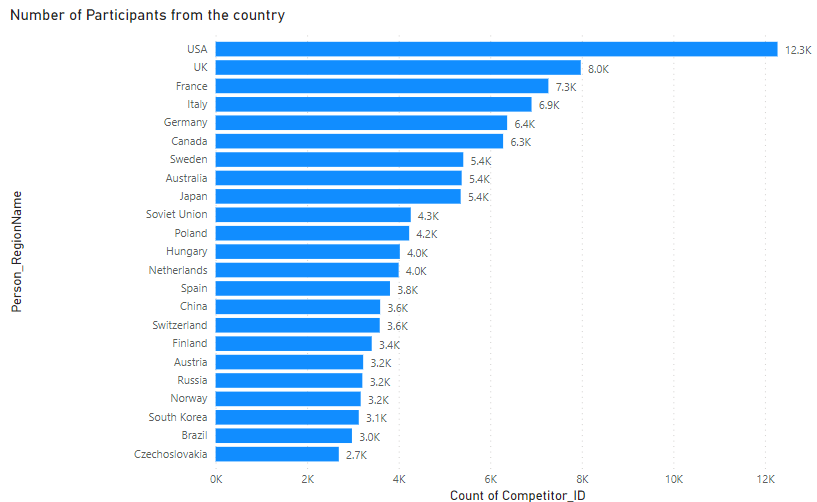 Number of Participants from the country
Person_RegionName
USA 12.3K
UK 8.0K
France 7.3K
Italy 6.9K
Germany 6.4K
Canada 6.3K
Sweden 5.4K
Australia 5.4K
Japan 5.4K
Soviet Union 4.3K
Poland 4.2K
Hungary 4.0K
Netherlands 4.0K
Spain 3.8K
China 3.6K
Switzerland 3.6K
Finland 3.4K
Austria 3.2K
Russia 3.2K
Norway 3.2K
South Korea 3.1K
Brazil 3.0K
Czechoslovakia 2.7K
0K 2K 4K 6K 8K 10K 12K
Count of Competitor_ID